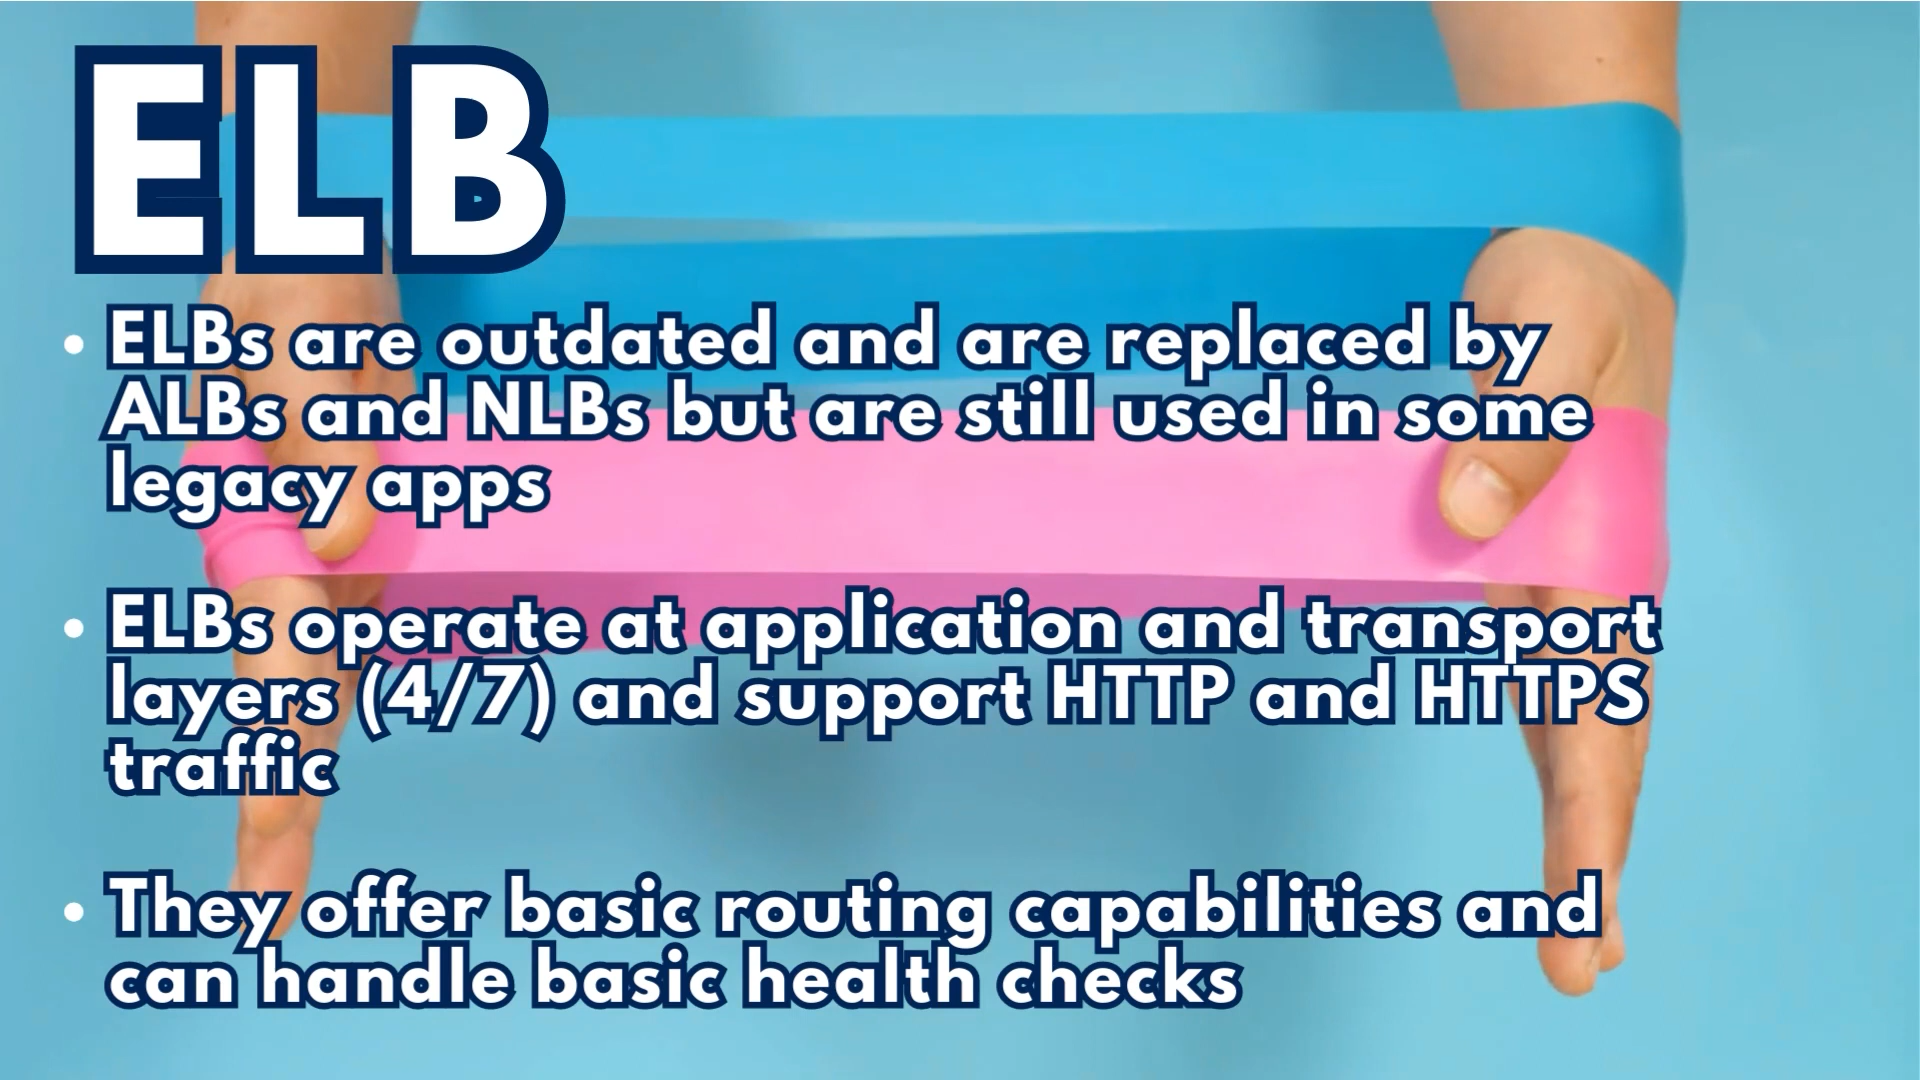 ELB
• ELBs are outdated and are replaced by
ALBs and NLBs but are still used in some
legacy apps
• ELBs operate at application and transport
layers (4/7) and support HTTP and HTTPS
traffic
• They offer basic routing capabilities and
can handle basic health checks